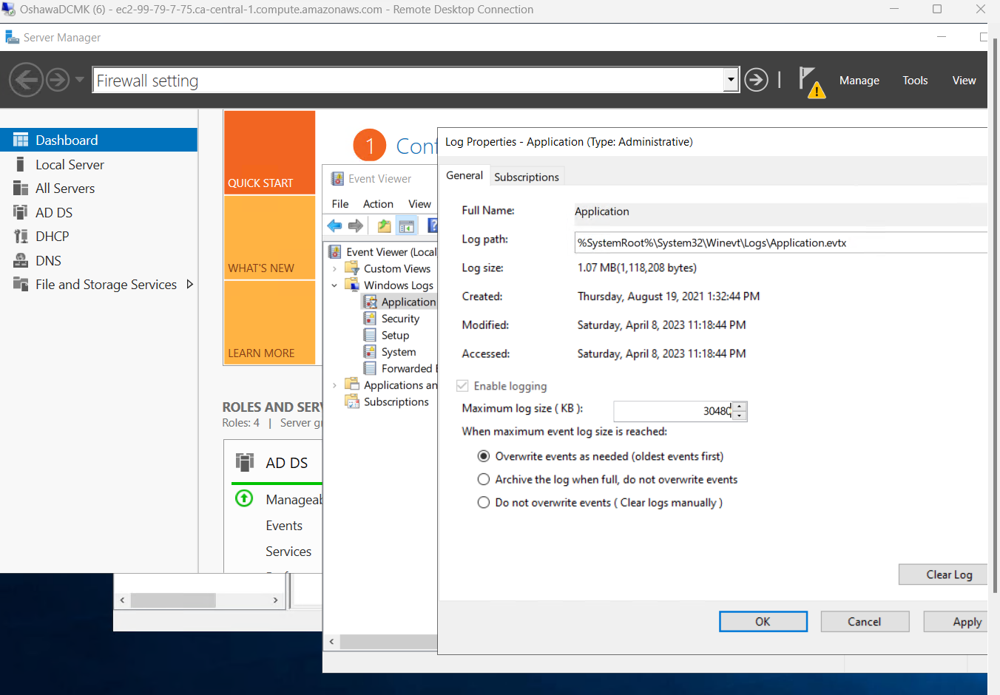 OshawaDCMK (6) - ec2-99-79-7-75.ca-central-1.compute.amazonaws.com - Remote Desktop Connection
Server Manager
Firewall setting
Manage Tools View
Dashboard
Local Server
All Servers
AD DS
DHCP
DNS
File and Storage Services
QUICK START
WHAT'S NEW
LEARN MORE
1 Conf
ROLES AND SER
Roles: 4 | Server g
AD DS
Manageab
Events
Services
Event Viewer
File Action View
Event Viewer (Local
Custom Views
Windows Logs
Application
Security
Setup
System
Forwarded E
Applications an
Subscriptions
Log Properties - Application (Type: Administrative)
General Subscriptions
Full Name: Application
Log path: %SystemRoot%\System32\Winevt\Logs\Application.evtx
Log size: 1.07 MB(1,118,208 bytes)
Created: Thursday, August 19, 2021 1:32:44 PM
Modified: Saturday, April 8, 2023 11:18:44 PM
Accessed: Saturday, April 8, 2023 11:18:44 PM
Enable logging
Maximum log size ( KB ): 30480
When maximum event log size is reached:
Overwrite events as needed (oldest events first)
Archive the log when full, do not overwrite events
Do not overwrite events ( Clear logs manually )
Clear Log
OK Cancel Apply